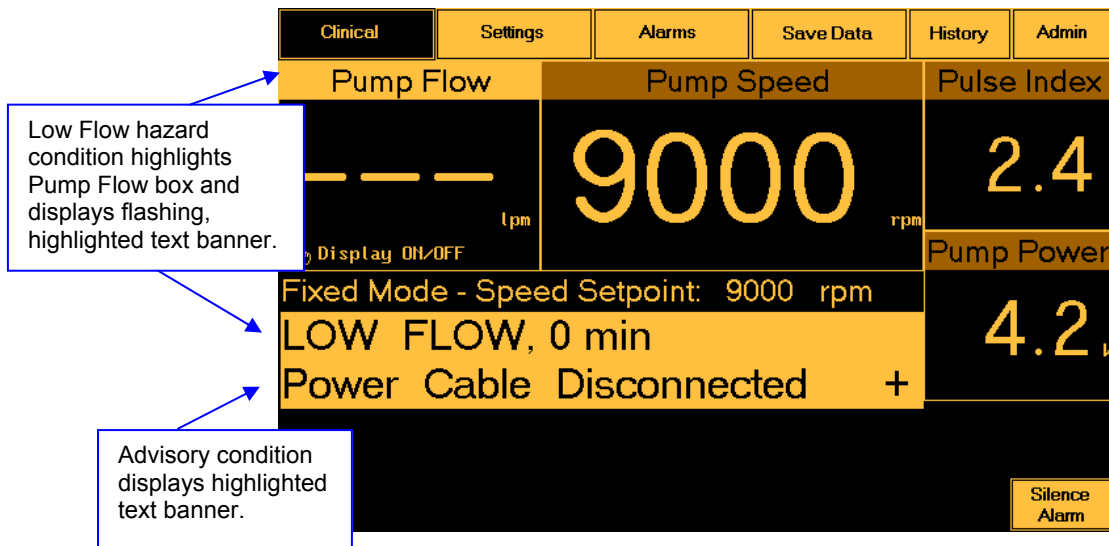 Clinical Settings Alarms Save Data History Admin
Pump Flow Pump Speed Pulse Index
Low Flow hazard
condition highlights
Pump Flow box and
displays flashing,
highlighted text banner.
--- lpm 9000 rpm 2.4
Display ON/OFF
Pump Power
Fixed Mode - Speed Setpoint: 9000 rpm
4.2
LOW FLOW, 0 min
Power Cable Disconnected +
Advisory condition
displays highlighted
text banner.
Silence
Alarm